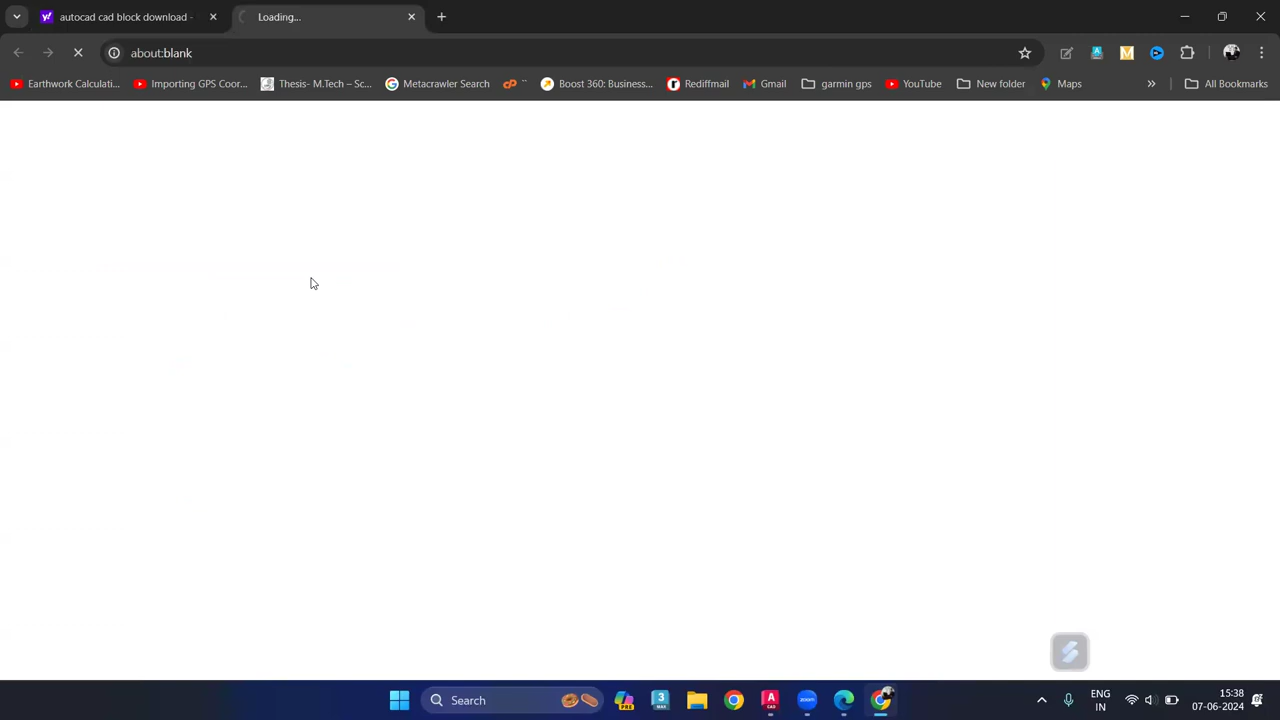 autocad cad block download -
Loading...
about:blank
Earthwork Calculati...
Importing GPS Coor...
Thesis- M.Tech – Sc...
Metacrawler Search
Boost 360: Business...
Rediffmail
Gmail
garmin gps
YouTube
New folder
Maps
All Bookmarks
Search
ENG
IN
15:38
07-06-2024